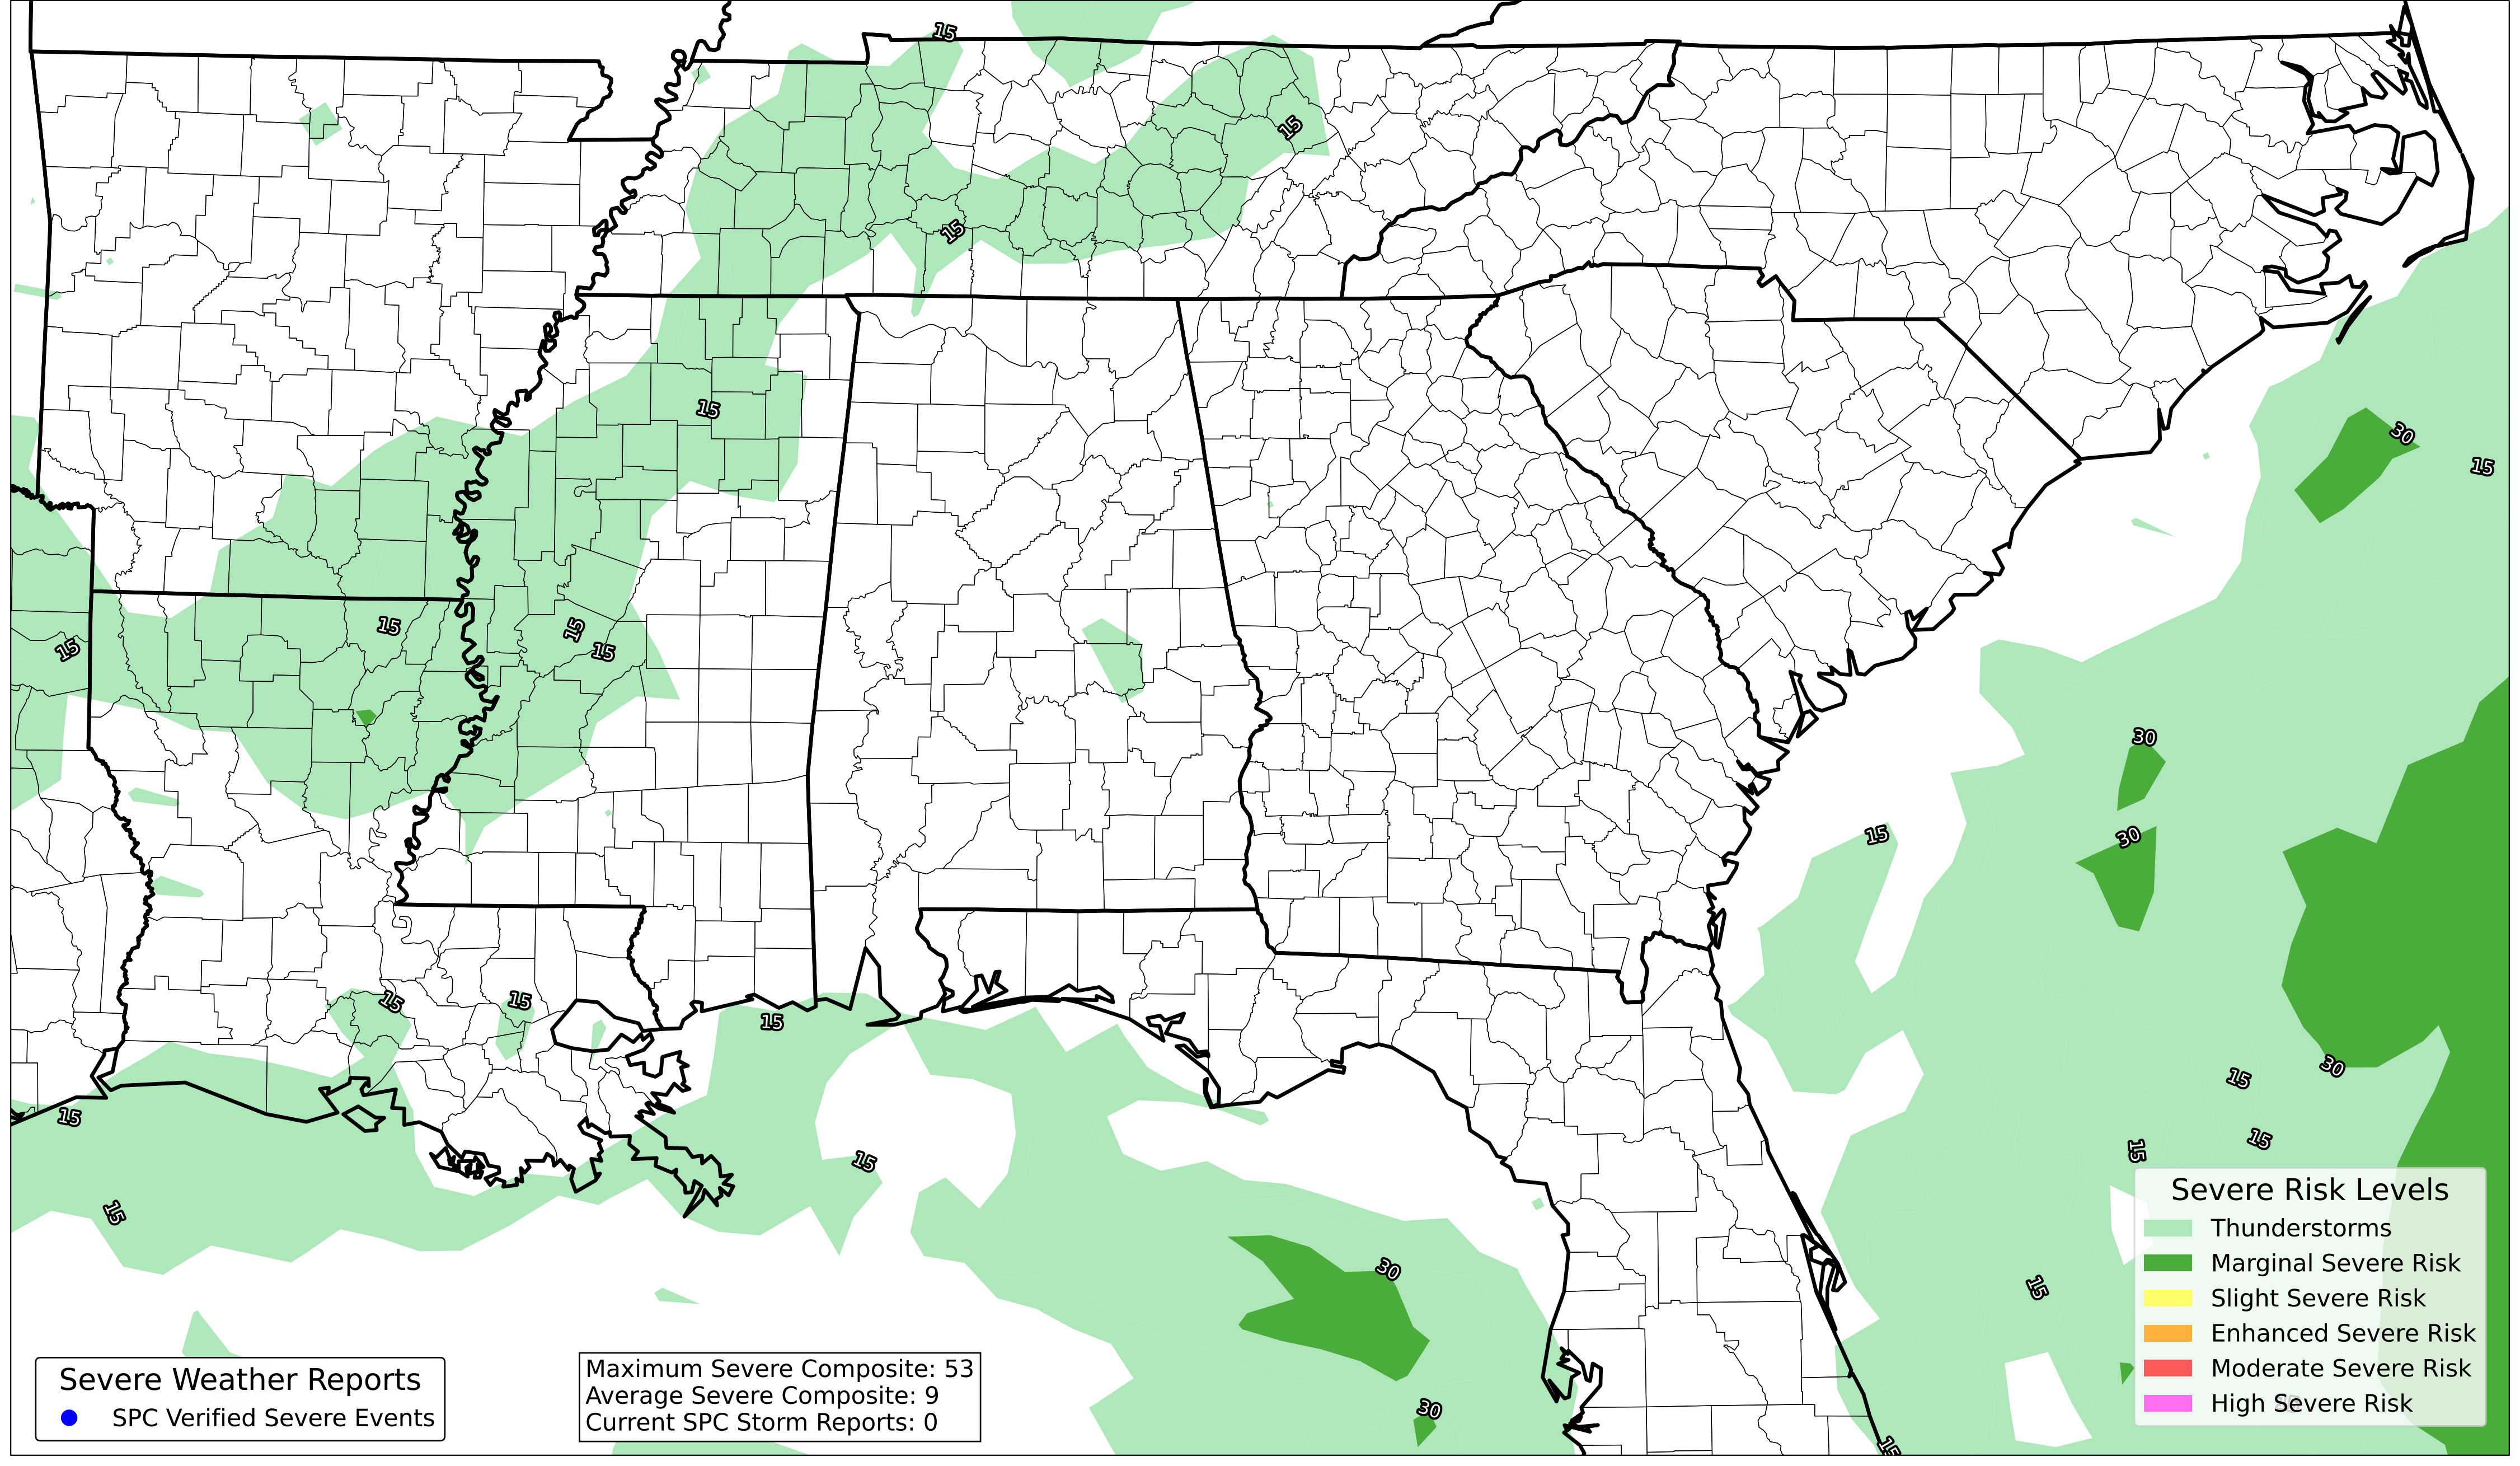 15
15
15
15
30
15
15
15
15
15
30
30
15
15
15
15
30
15
15
15
15
15
15
30
15
30
15
Severe Risk Levels
Thunderstorms
Marginal Severe Risk
Slight Severe Risk
Enhanced Severe Risk
Moderate Severe Risk
High Severe Risk
Severe Weather Reports
SPC Verified Severe Events
Maximum Severe Composite: 53
Average Severe Composite: 9
Current SPC Storm Reports: 0